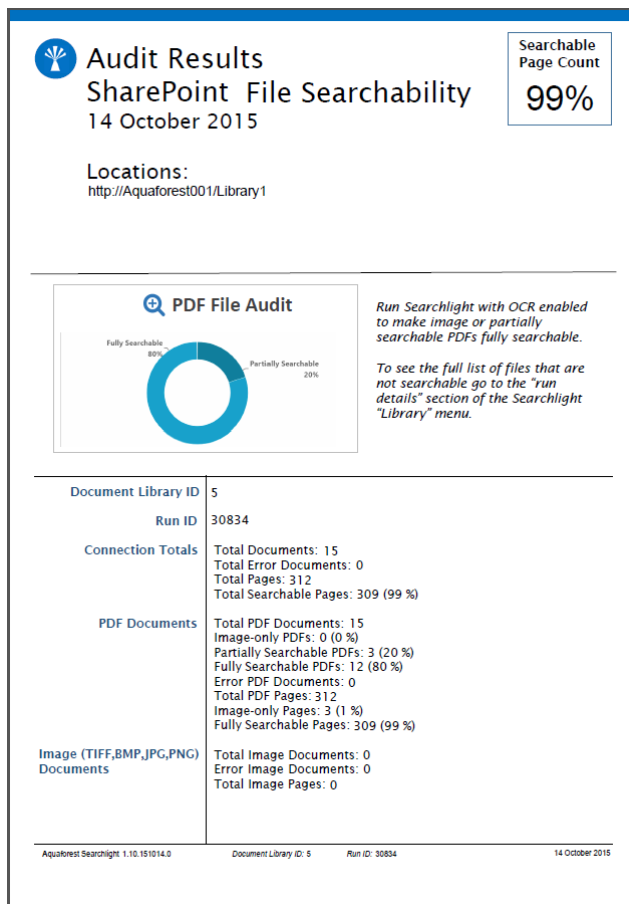 Audit Results
SharePoint File Searchability
14 October 2015
Searchable
Page Count
99%
Locations:
http://Aquaforest001/Library1
PDF File Audit
Fully Searchable
80%
Partially Searchable
20%
Run Searchlight with OCR enabled
to make image or partially
searchable PDFs fully searchable.
To see the full list of files that are
not searchable go to the "run
details" section of the Searchlight
"Library" menu.
Document Library ID 5
Run ID 30834
Connection Totals
Total Documents: 15
Total Error Documents: 0
Total Pages: 312
Total Searchable Pages: 309 (99 %)
PDF Documents
Total PDF Documents: 15
Image-only PDFs: 0 (0 %)
Partially Searchable PDFs: 3 (20 %)
Fully Searchable PDFs: 12 (80 %)
Error PDF Documents: 0
Total PDF Pages: 312
Image-only Pages: 3 (1 %)
Fully Searchable Pages: 309 (99 %)
Image (TIFF,BMP,JPG,PNG)
Documents
Total Image Documents: 0
Error Image Documents: 0
Total Image Pages: 0
Aquaforest Searchlight 1.10.151014.0 Document Library ID: 5 Run ID: 30834 14 October 2015